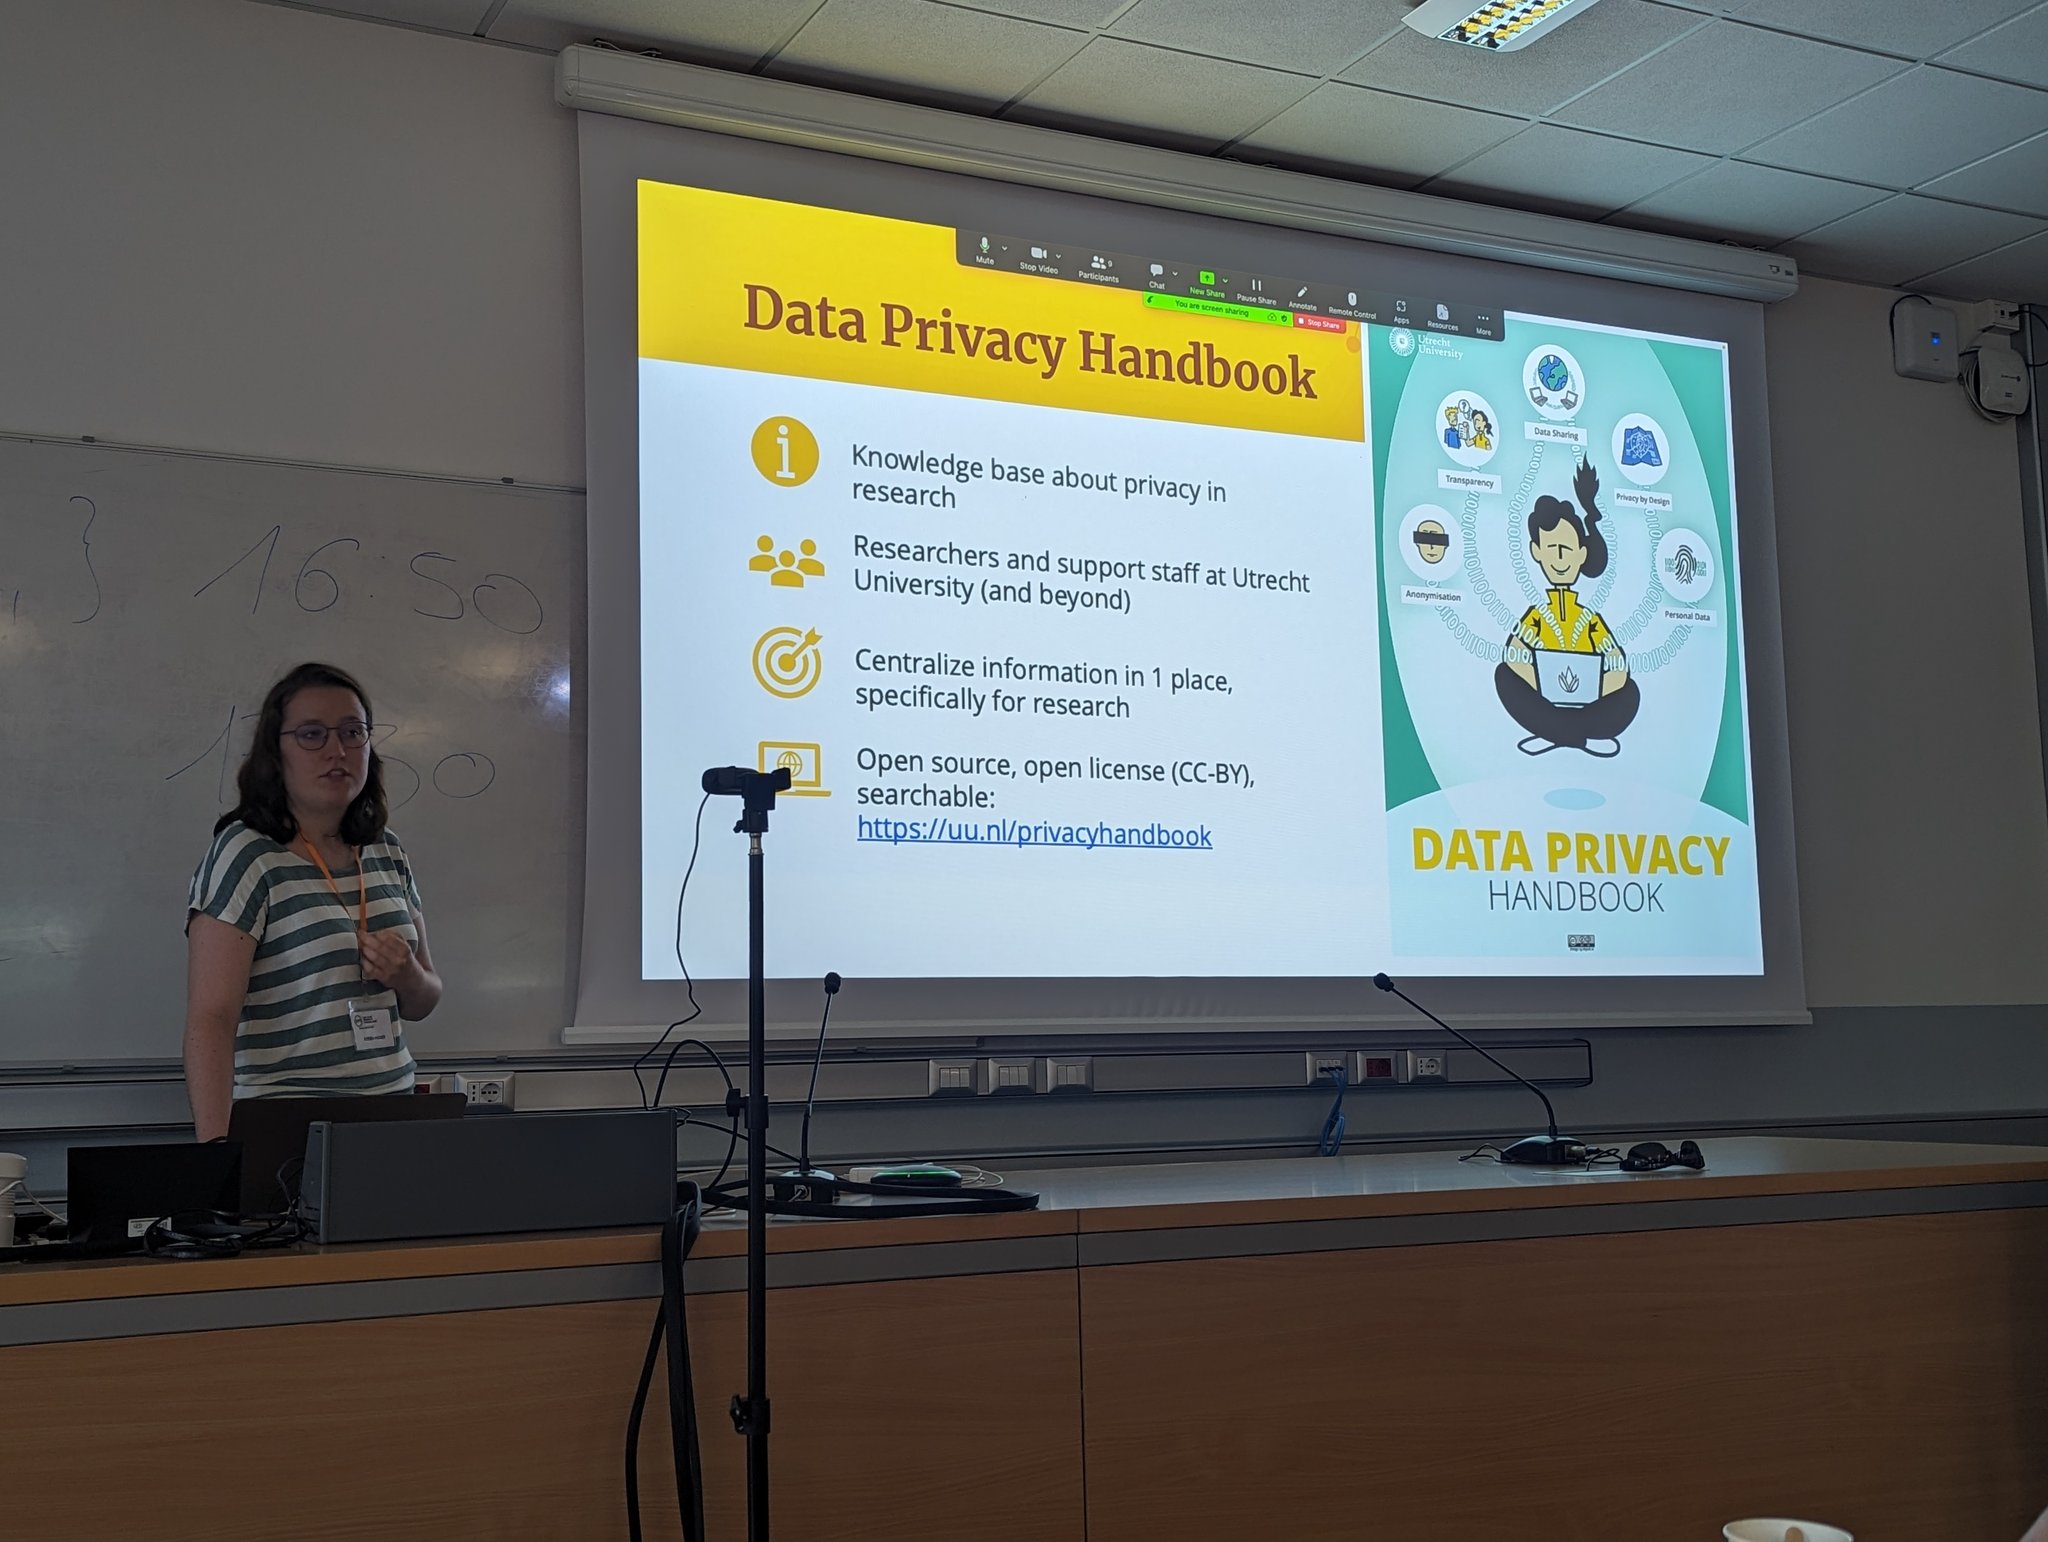 16:50
Mute
Stop Video
Participants
9
Chat
New Share
Pause Share
Annotate
Remote Control
Apps
Resources
More
You are screen sharing
Stop Share
Data Privacy Handbook
Knowledge base about privacy in
research
Researchers and support staff at Utrecht
University (and beyond)
Centralize information in 1 place,
specifically for research
Open source, open license (CC-BY),
searchable:
https://uu.nl/privacyhandbook
Utrecht
University
Data Sharing
Transparency
Privacy by Design
Anonymisation
Personal Data
DATA PRIVACY
HANDBOOK